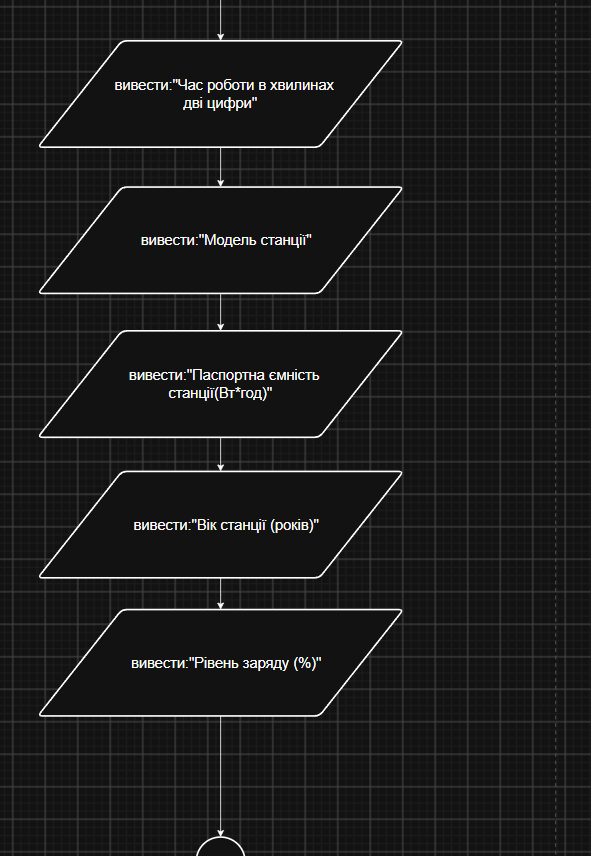 вивести:"Час роботи в хвилинах
дві цифри"
вивести:"Модель станції"
вивести:"Паспортна ємність
станції(Вт*год)"
вивести:"Вік станції (років)"
вивести:"Рівень заряду (%)"